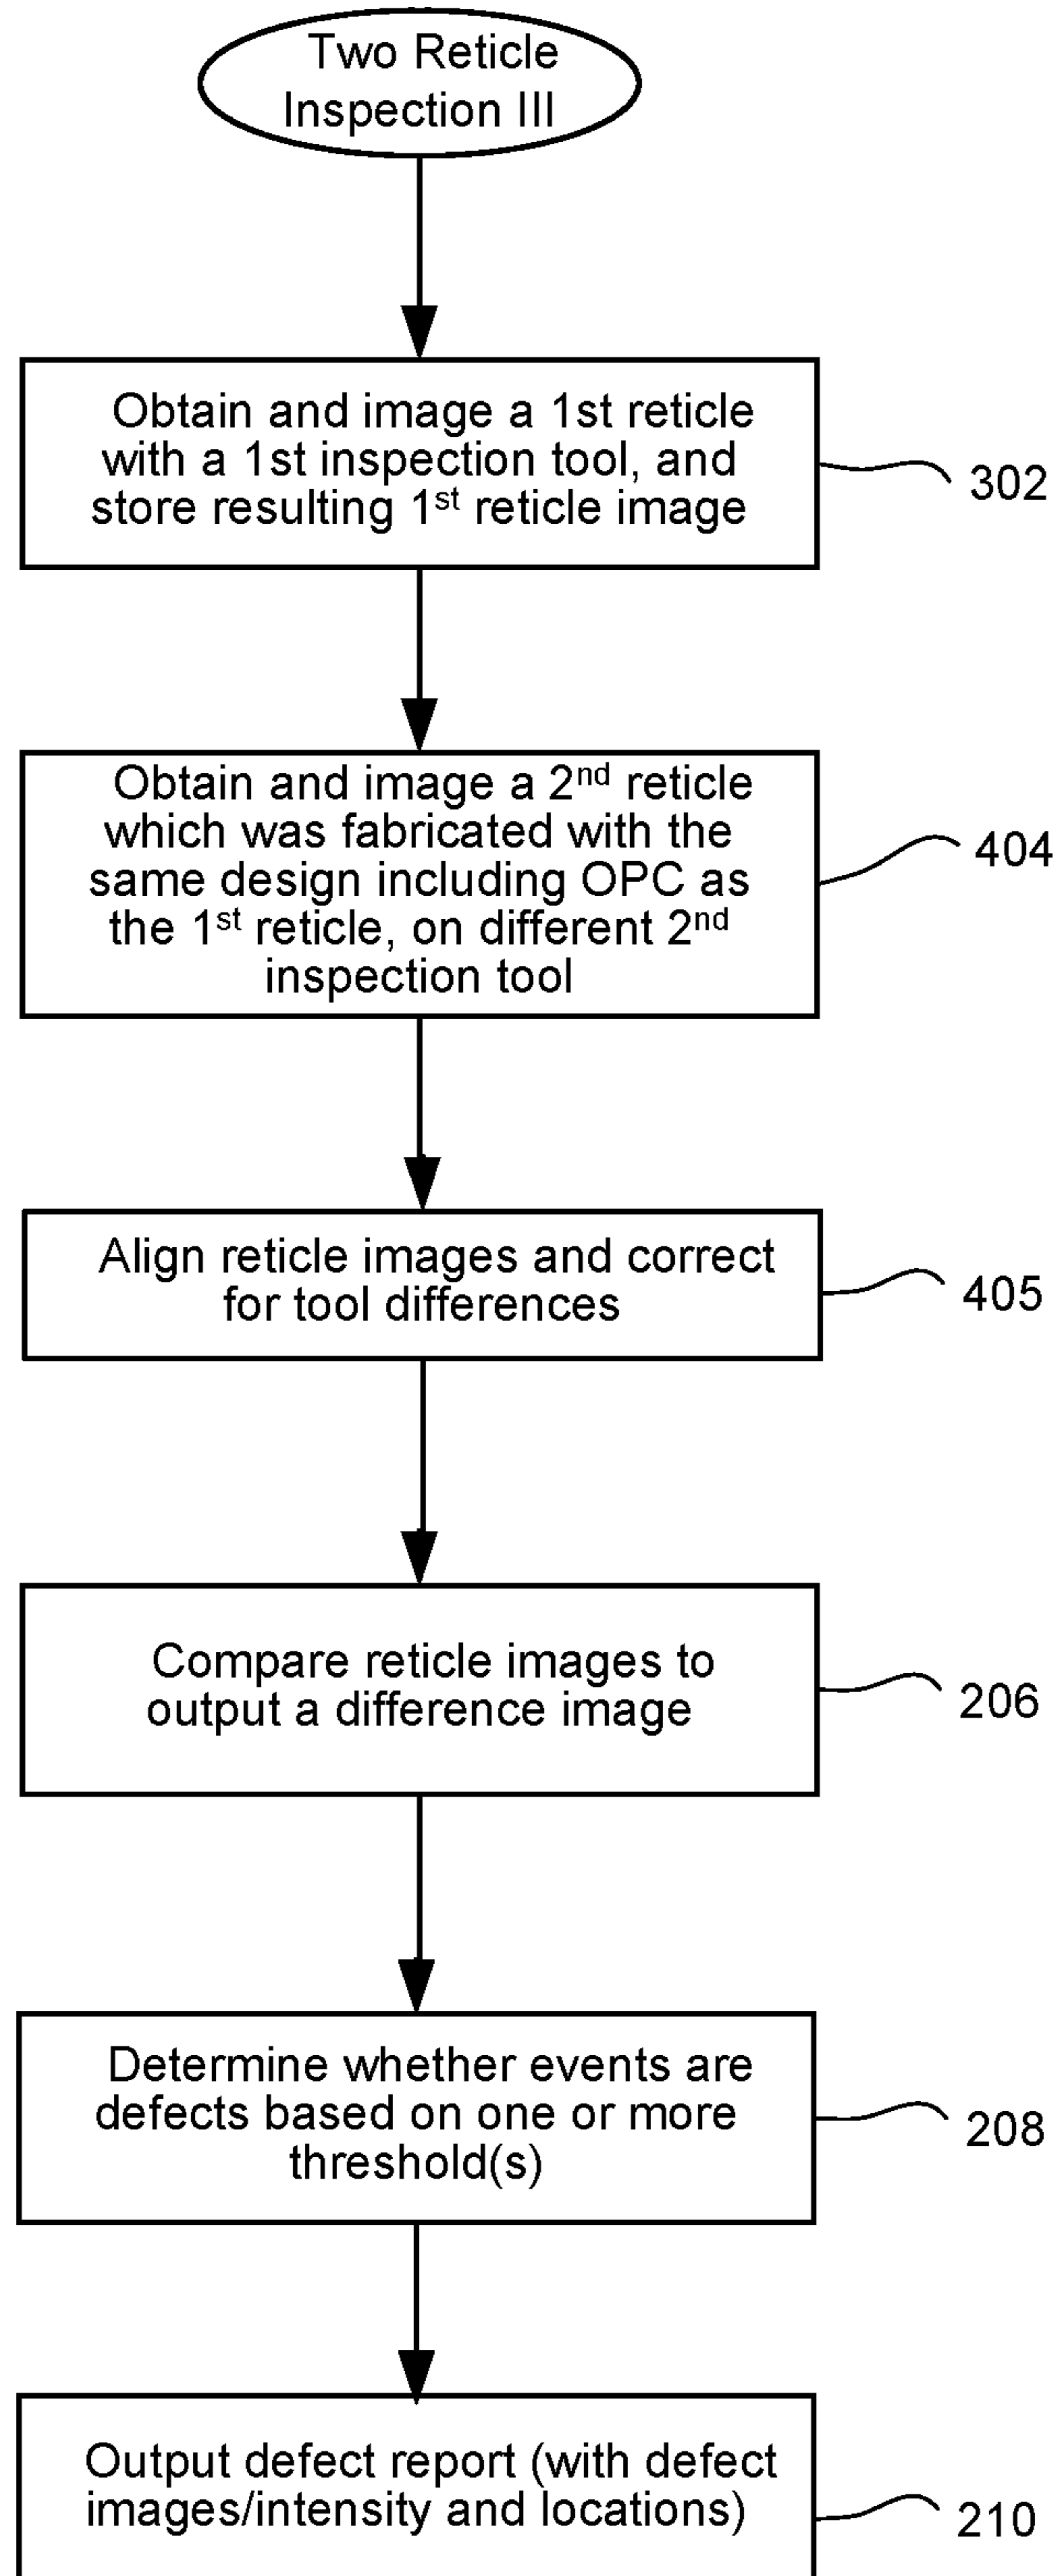 Two Reticle
Inspection III
Obtain and image a 1st reticle
with a 1st inspection tool, and
store resulting 1st reticle image
302
Obtain and image a 2nd reticle
which was fabricated with the
same design including OPC as
the 1st reticle, on different 2nd
inspection tool
404
Align reticle images and correct
for tool differences
405
Compare reticle images to
output a difference image
206
Determine whether events are
defects based on one or more
threshold(s)
208
Output defect report (with defect
images/intensity and locations)
210